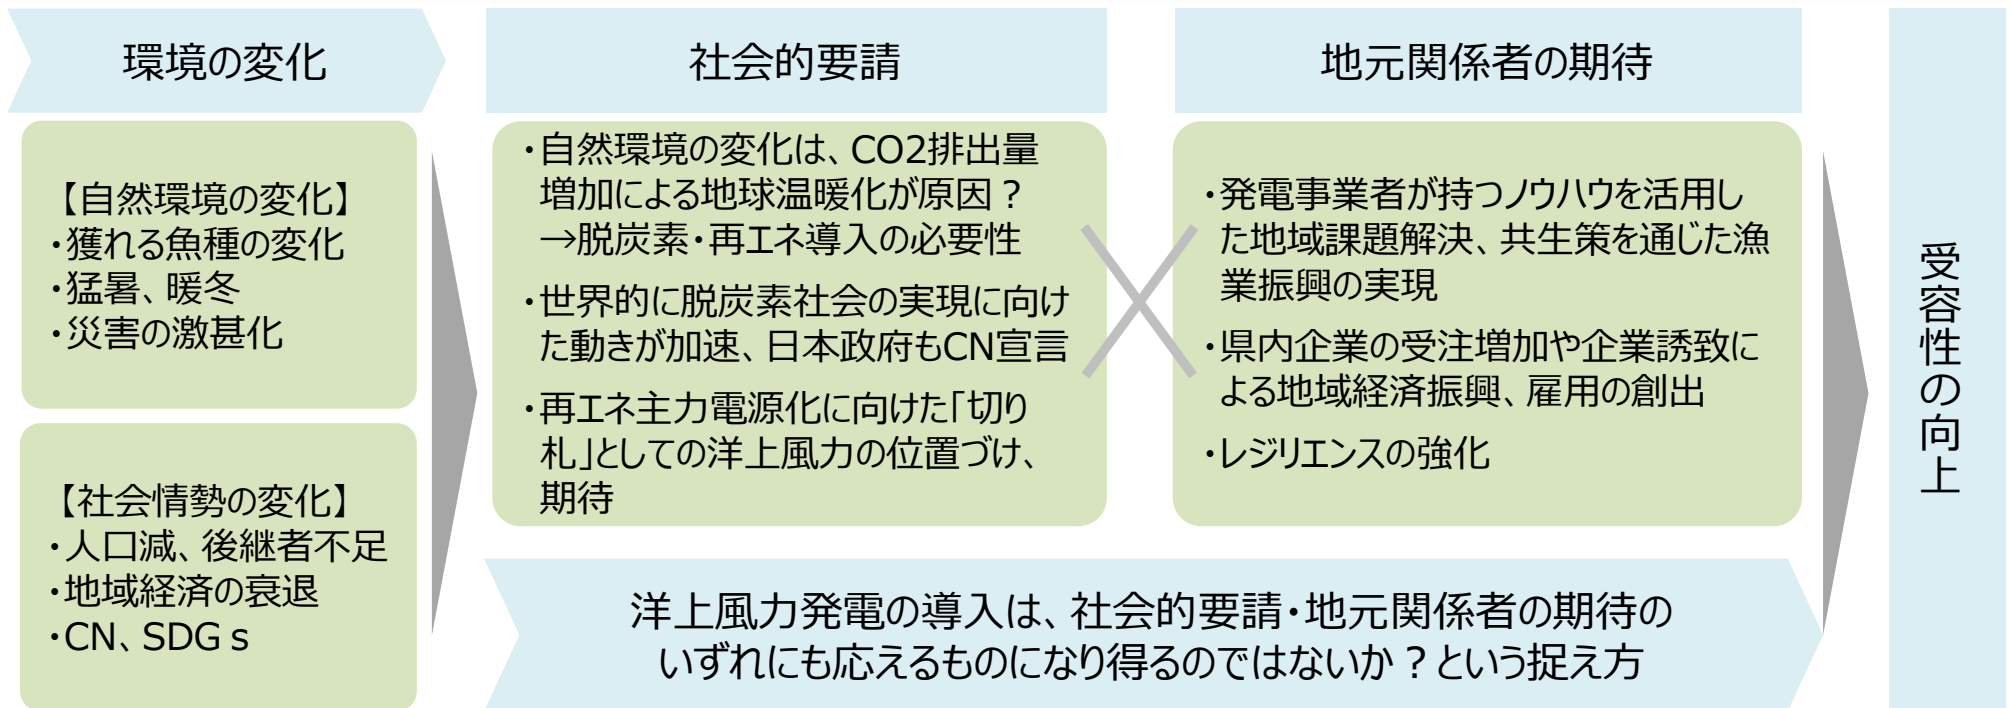 環境の変化
【自然環境の変化】
・獲れる魚種の変化
・猛暑、暖冬
・災害の激甚化
【社会情勢の変化】
・人口減、後継者不足
・地域経済の衰退
・CN、SDGｓ
社会的要請
・自然環境の変化は、CO2排出量
増加による地球温暖化が原因？
→脱炭素・再エネ導入の必要性
・世界的に脱炭素社会の実現に向け
た動きが加速、日本政府もCN宣言
・再エネ主力電源化に向けた「切り
札」としての洋上風力の位置づけ、
期待
地元関係者の期待
・発電事業者が持つノウハウを活用し
た地域課題解決、共生策を通じた漁
業振興の実現
・県内企業の受注増加や企業誘致に
よる地域経済振興、雇用の創出
・レジリエンスの強化
洋上風力発電の導入は、社会的要請・地元関係者の期待の
いずれにも応えるものになり得るのではないか？という捉え方
受容性の向上